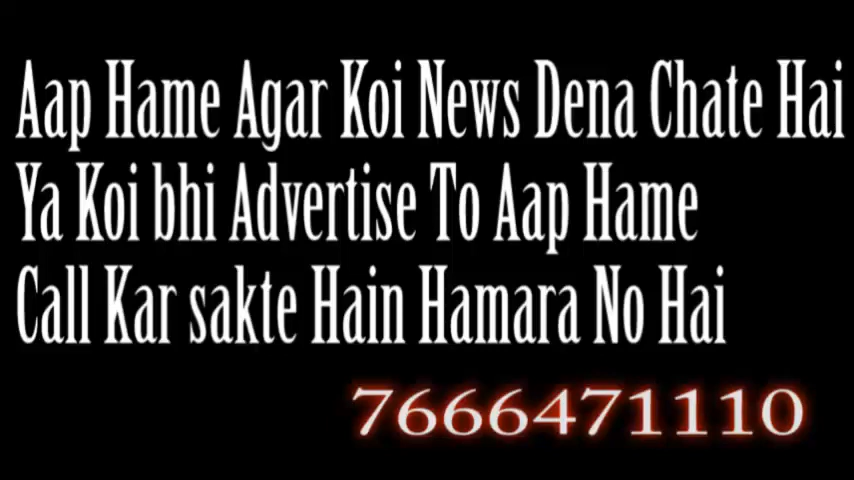 Aap Hame Agar Koi News Dena Chate Hai
Ya Koi bhi Advertise To Aap Hame
Call Kar sakte Hain Hamara No Hai
7666471110